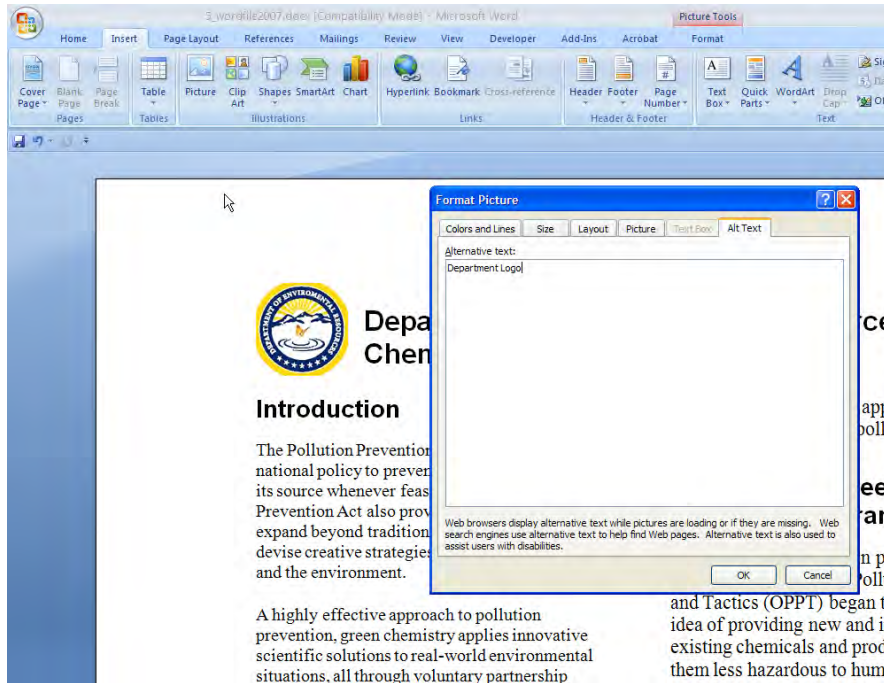 5_wordfile2007.docx [Compatibility Mode] - Microsoft Word
Picture Tools
Home Insert Page Layout References Mailings Review View Developer Add-Ins Acrobat Format
Cover Page
Blank Page
Page Break
Table
Picture
Clip Art
Shapes
SmartArt
Chart
Hyperlink
Bookmark
Cross-reference
Header
Footer
Page Number
Text Box
Quick Parts
WordArt
Drop Cap
Pages Tables Illustrations Links Header & Footer Text
Format Picture
Colors and Lines Size Layout Picture Text Box Alt Text
Alternative text:
Department Logo
Web browsers display alternative text while pictures are loading or if they are missing. Web
search engines use alternative text to help find Web pages. Alternative text is also used to
assist users with disabilities.
OK Cancel
DEPARTMENT OF ENVIROMENTAL RESOURCES
Depa
Chem
Introduction
The Pollution Prevention
national policy to preven
its source whenever feas
Prevention Act also prov
expand beyond tradition
devise creative strategies
and the environment.
A highly effective approach to pollution
prevention, green chemistry applies innovative
scientific solutions to real-world environmental
situations, all through voluntary partnership
and Tactics (OPPT) began t
idea of providing new and i
existing chemicals and prod
them less hazardous to hum